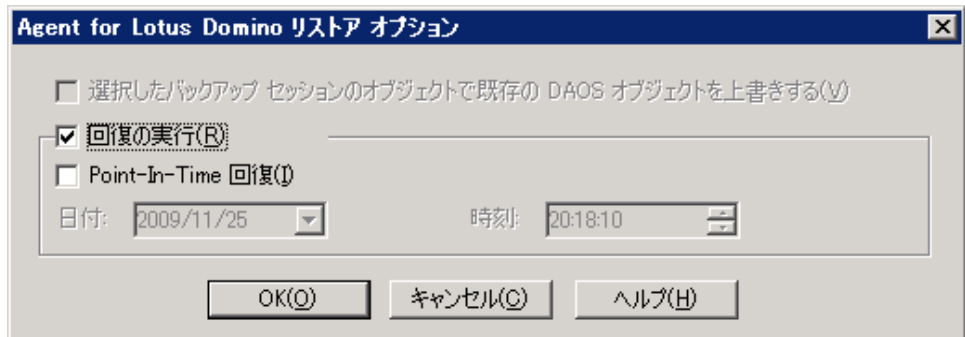 Agent for Lotus Domino リストア オプション
選択したバックアップ セッションのオブジェクトで既存の DAOS オブジェクトを上書きする(V)
回復の実行(R)
Point-In-Time 回復(I)
日付: 2009/11/25 時刻: 20:18:10
OK(O) キャンセル(C) ヘルプ(H)